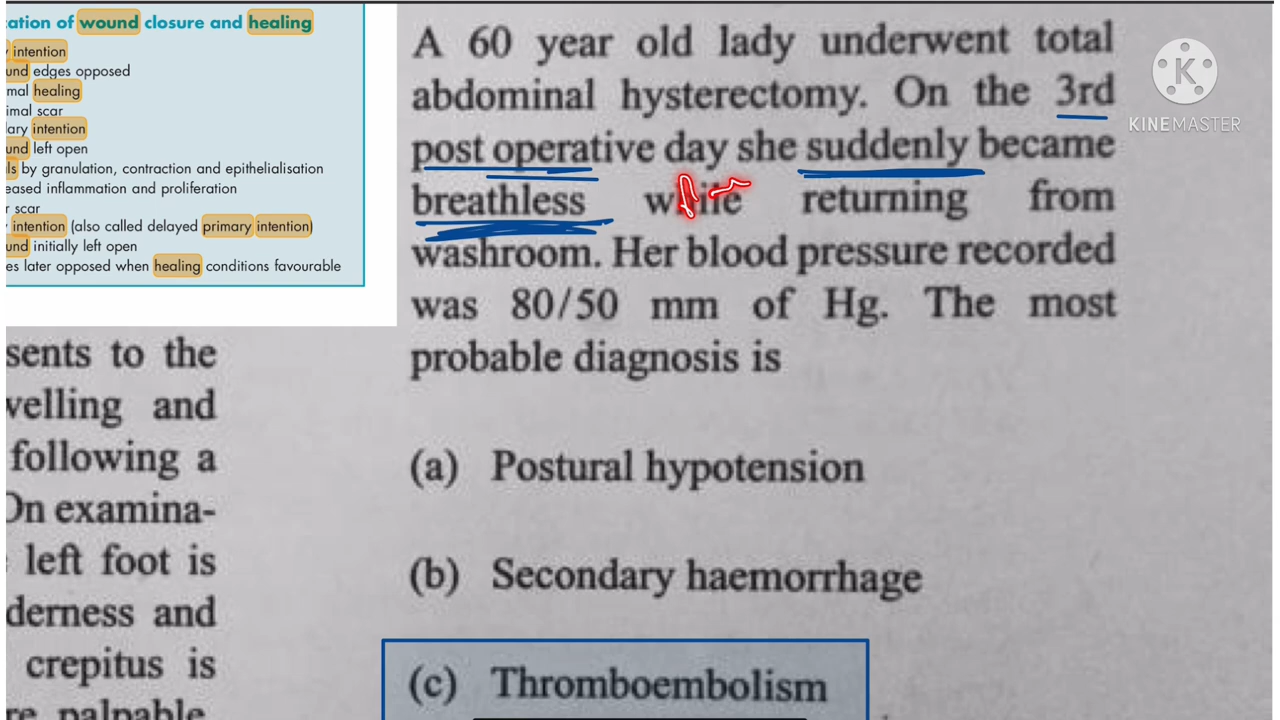 cation of wound closure and healing
intention
und edges opposed
mal healing
imal scar
dary intention
und left open
ls by granulation, contraction and epithelialisation
eased inflammation and proliferation
r scar
intention (also called delayed primary intention)
und initially left open
es later opposed when healing conditions favourable
sents to the
welling and
following a
On examina-
left foot is
derness and
crepitus is
re palpable.
A 60 year old lady underwent total
abdominal hysterectomy. On the 3rd
post operative day she suddenly became
breathless while returning from
washroom. Her blood pressure recorded
was 80/50 mm of Hg. The most
probable diagnosis is
(a) Postural hypotension
(b) Secondary haemorrhage
(c) Thromboembolism
K
KINEMASTER